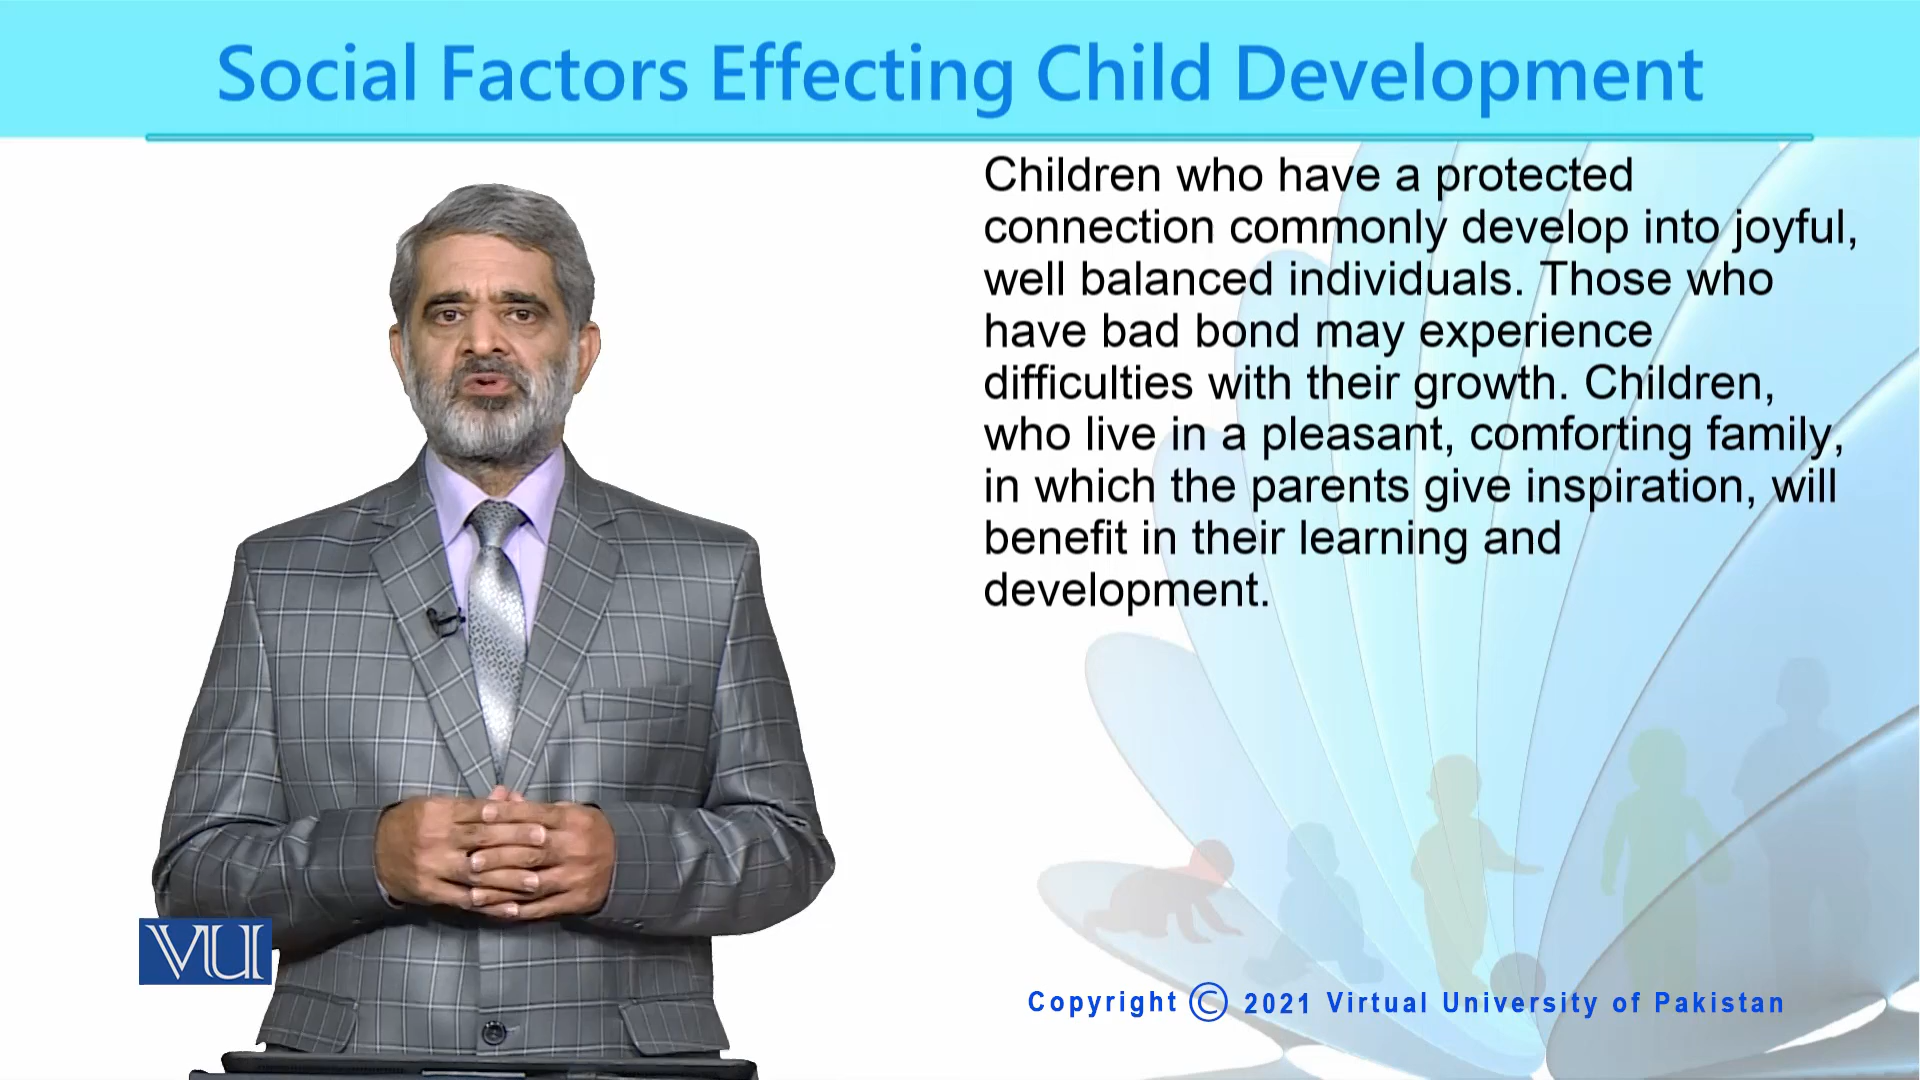 Social Factors Effecting Child Development
Children who have a protected
connection commonly develop into joyful,
well balanced individuals. Those who
have bad bond may experience
difficulties with their growth. Children,
who live in a pleasant, comforting family,
in which the parents give inspiration, will
benefit in their learning and
development.
VU
Copyright © 2021 Virtual University of Pakistan